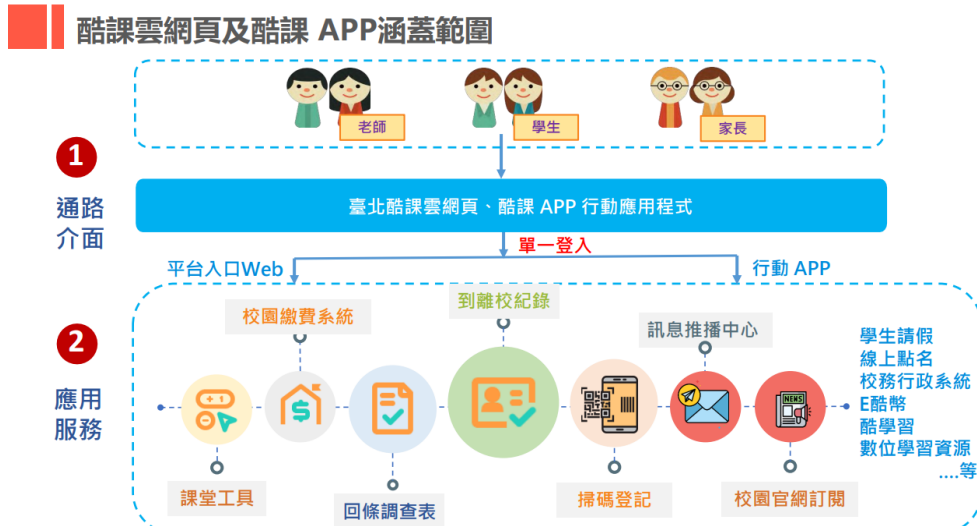 酷課雲網頁及酷課 APP涵蓋範圍
老師
學生
家長
1
通路
介面
臺北酷課雲網頁、酷課 APP 行動應用程式
單一登入
平台入口Web
行動 APP
2
應用
服務
校園繳費系統
到離校紀錄
訊息推播中心
課堂工具
回條調查表
掃碼登記
校園官網訂閱
NEWS
學生請假
線上點名
校務行政系統
E酷幣
酷學習
數位學習資源
....等